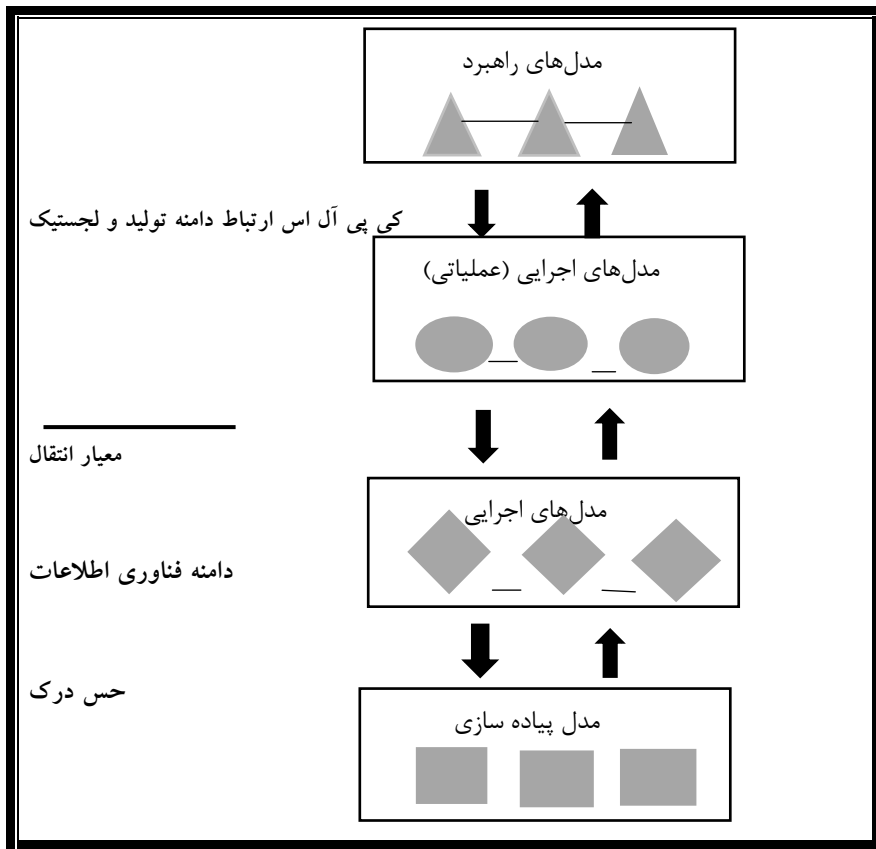 مدل‌های راهبرد
کی پی آل اس ارتباط دامنه تولید و لجستیک
مدل‌های اجرایی (عملیاتی)
معیار انتقال
مدل‌های اجرایی
دامنه فناوری اطلاعات
حس درک
مدل پیاده سازی